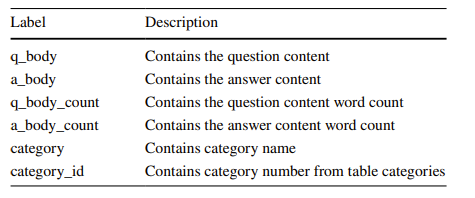 Label Description
q_body Contains the question content
a_body Contains the answer content
q_body_count Contains the question content word count
a_body_count Contains the answer content word count
category Contains category name
category_id Contains category number from table categories